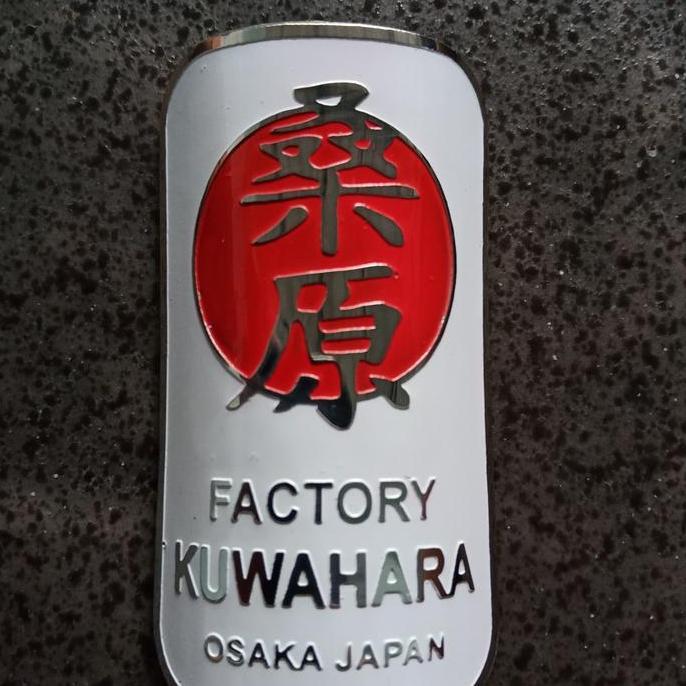 桑
原
FACTORY
KUWAHARA
OSAKA JAPAN